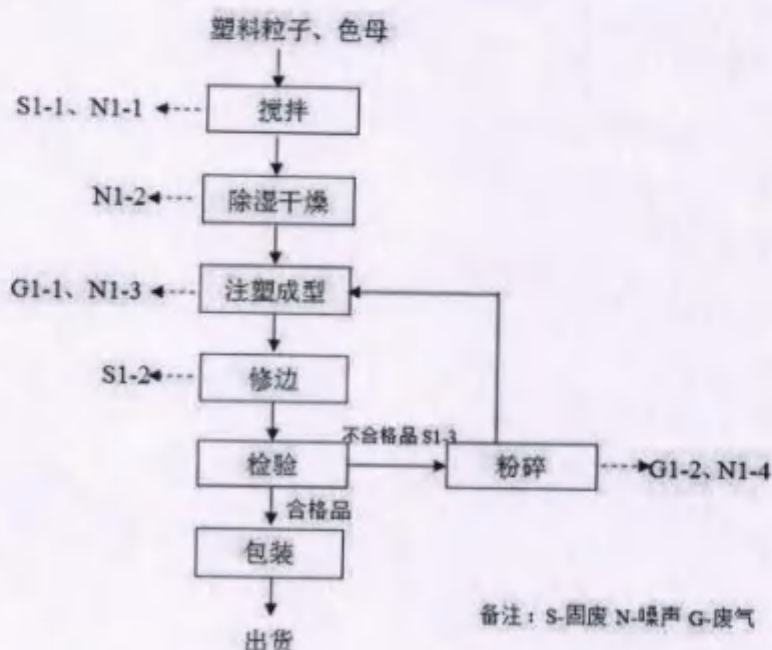 塑料粒子、色母
S1-1、N1-1
搅拌
N1-2
除湿干燥
G1-1、N1-3
注塑成型
S1-2
修边
检验
不合格品 S1-3
粉碎
G1-2、N1-4
合格品
包装
出货
备注：S-固废 N-噪声 G-废气